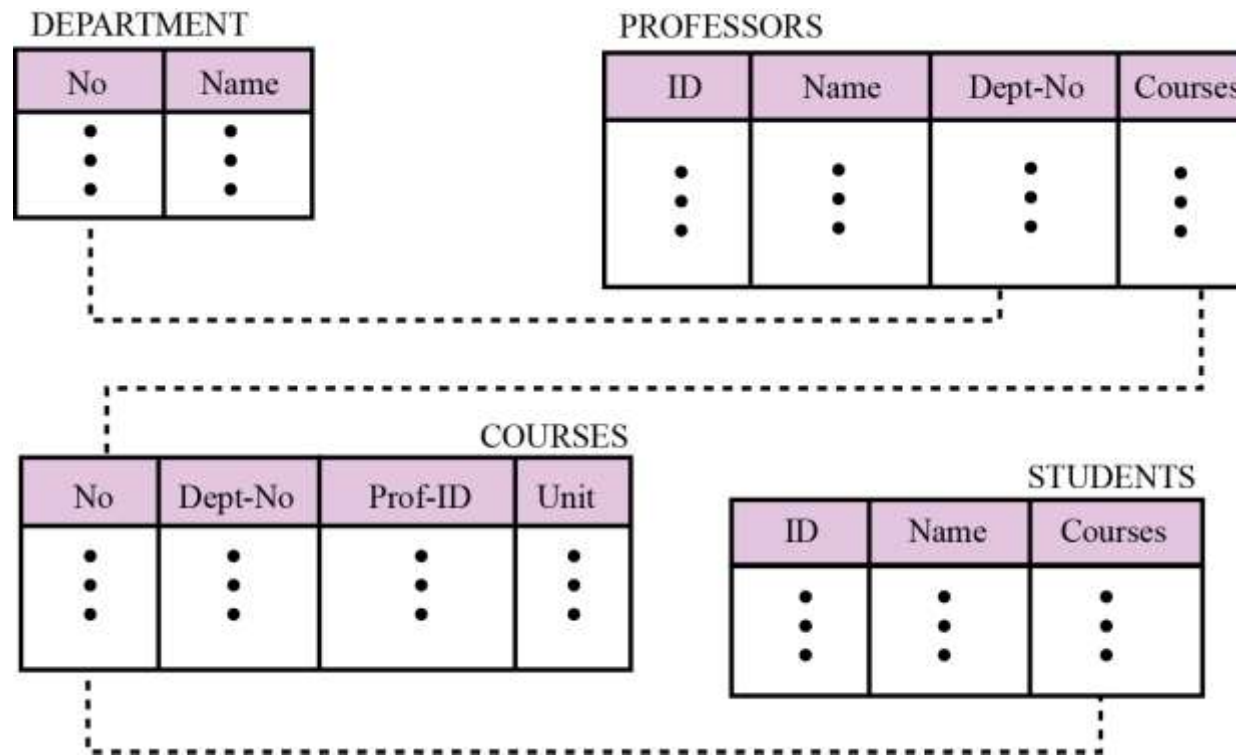 DEPARTMENT
No Name
PROFESSORS
ID Name Dept-No Courses
COURSES
No Dept-No Prof-ID Unit
STUDENTS
ID Name Courses